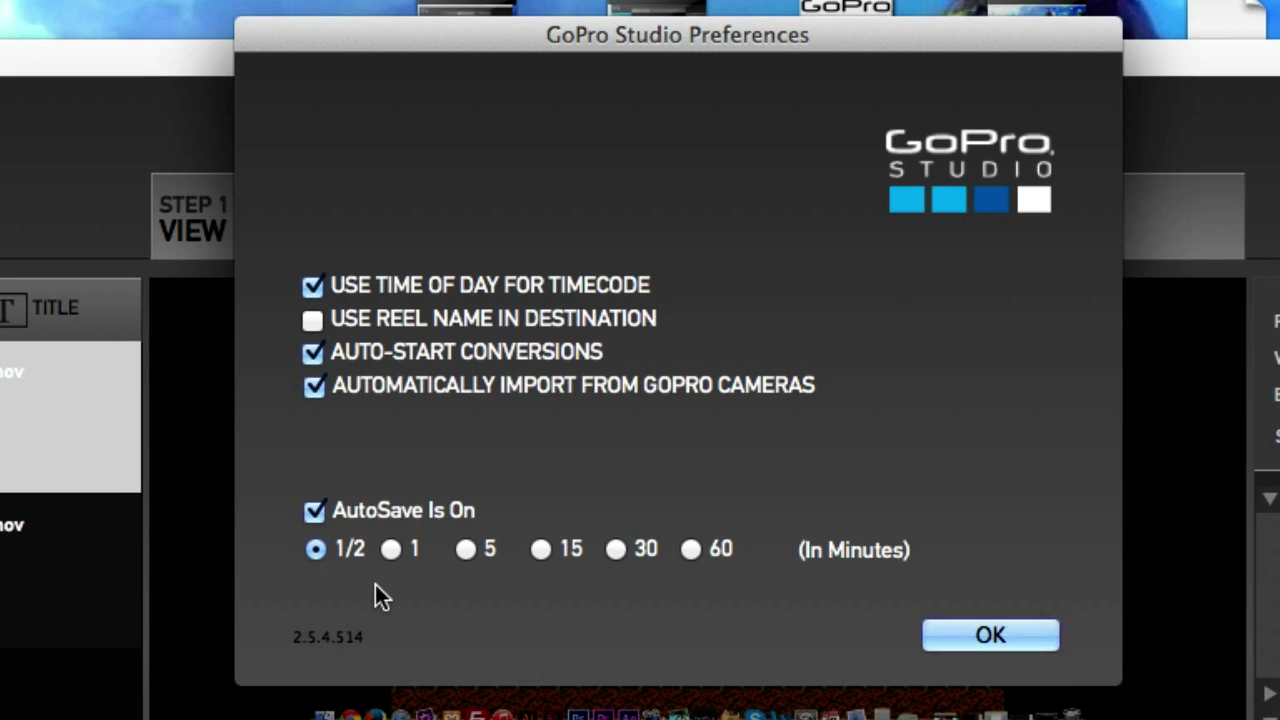 GoPro
GoPro Studio Preferences
GoPro
STUDIO
STEP 1
VIEW
T TITLE
USE TIME OF DAY FOR TIMECODE
USE REEL NAME IN DESTINATION
AUTO-START CONVERSIONS
AUTOMATICALLY IMPORT FROM GOPRO CAMERAS
AutoSave Is On
1/2 1 5 15 30 60 (In Minutes)
2.5.4.514
OK